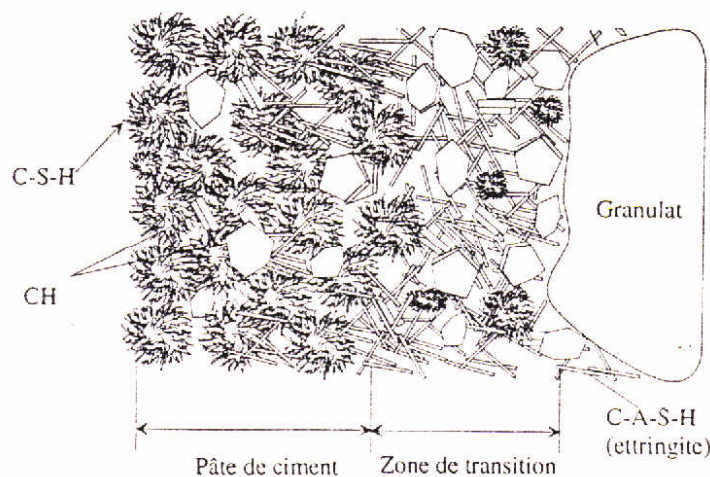 C-S-H
Granulat
CH
C-A-S-H
(ettringite)
Pâte de ciment
Zone de transition